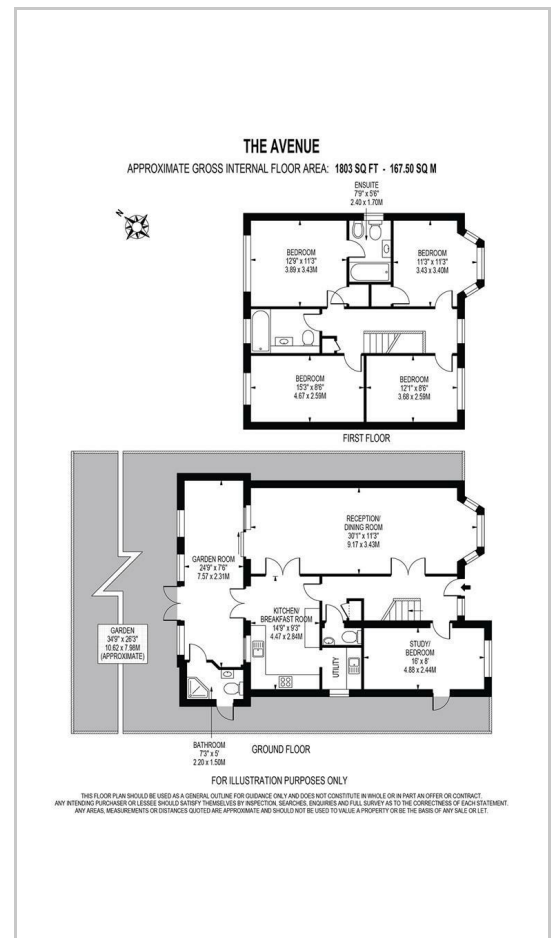 THE AVENUE
APPROXIMATE GROSS INTERNAL FLOOR AREA: 1803 SQ FT - 167.50 SQ M
N
ENSUITE
7'9" x 5'6"
2.40 x 1.70M
BEDROOM
12'9" x 11'3"
3.89 x 3.43M
BEDROOM
11'3" x 11'3"
3.43 x 3.40M
BEDROOM
15'3" x 8'6"
4.67 x 2.59M
BEDROOM
12'1" x 8'6"
3.68 x 2.59M
FIRST FLOOR
RECEPTION/
DINING ROOM
30'1" x 11'3"
9.17 x 3.43M
GARDEN ROOM
24'9" x 7'6"
7.57 x 2.31M
KITCHEN/
BREAKFAST ROOM
14'9" x 9'3"
4.47 x 2.84M
GARDEN
34'9" x 26'3"
10.62 x 7.98M
(APPROXIMATE)
UTILITY
STUDY/
BEDROOM
16' x 8'
4.88 x 2.44M
BATHROOM
7'3" x 5'
2.20 x 1.50M
GROUND FLOOR
FOR ILLUSTRATION PURPOSES ONLY
THIS FLOOR PLAN SHOULD BE USED AS A GENERAL OUTLINE FOR GUIDANCE ONLY AND DOES NOT CONSTITUTE IN WHOLE OR IN PART AN OFFER OR CONTRACT.
ANY INTENDING PURCHASER OR LESSEE SHOULD SATISFY THEMSELVES BY INSPECTION, SEARCHES, ENQUIRIES AND FULL SURVEY AS TO THE CORRECTNESS OF EACH STATEMENT.
ANY AREAS, MEASUREMENTS OR DISTANCES QUOTED ARE APPROXIMATE AND SHOULD NOT BE USED TO VALUE A PROPERTY OR BE THE BASIS OF ANY SALE OR LET.